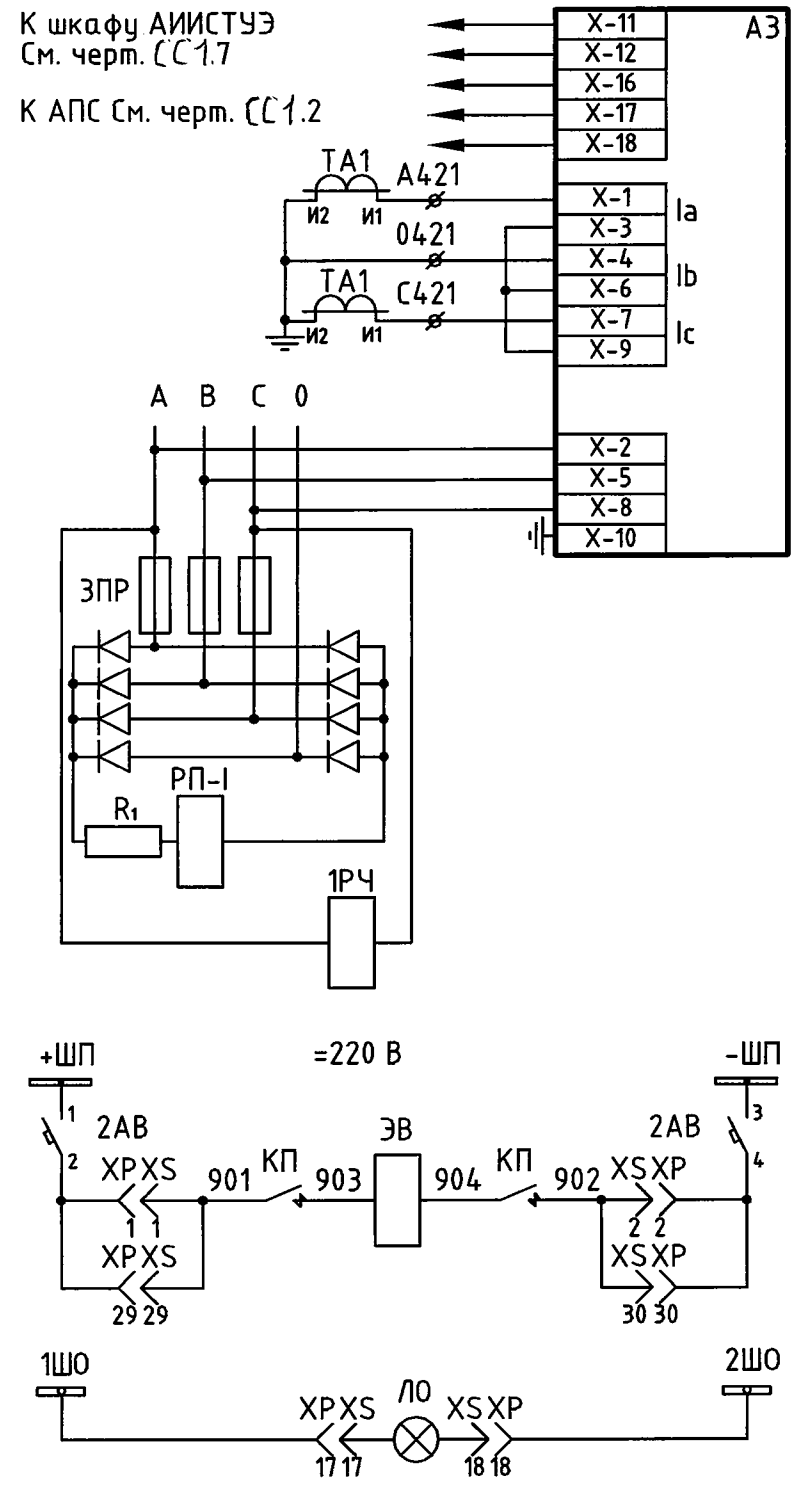 К шкафу АИИСТУЭ
См. черт. СС1.7
К АПС См. черт. СС1.2
А3
X-11
X-12
X-16
X-17
X-18
ТА1 А421
И2 И1
X-1
X-3
Ia
0421
X-4
X-6
Ib
ТА1 С421
И2 И1
X-7
X-9
Ic
А В С 0
X-2
X-5
X-8
X-10
3ПР
РП-I
R1
1РЧ
+ШП =220 В -ШП
1 3
2АВ ЭВ 2АВ
2 4
XP XS КП КП XS XP
901 903 904 902
1 1 2 2
XP XS XS XP
29 29 30 30
1ШО 2ШО
ЛО
XP XS XS XP
17 17 18 18